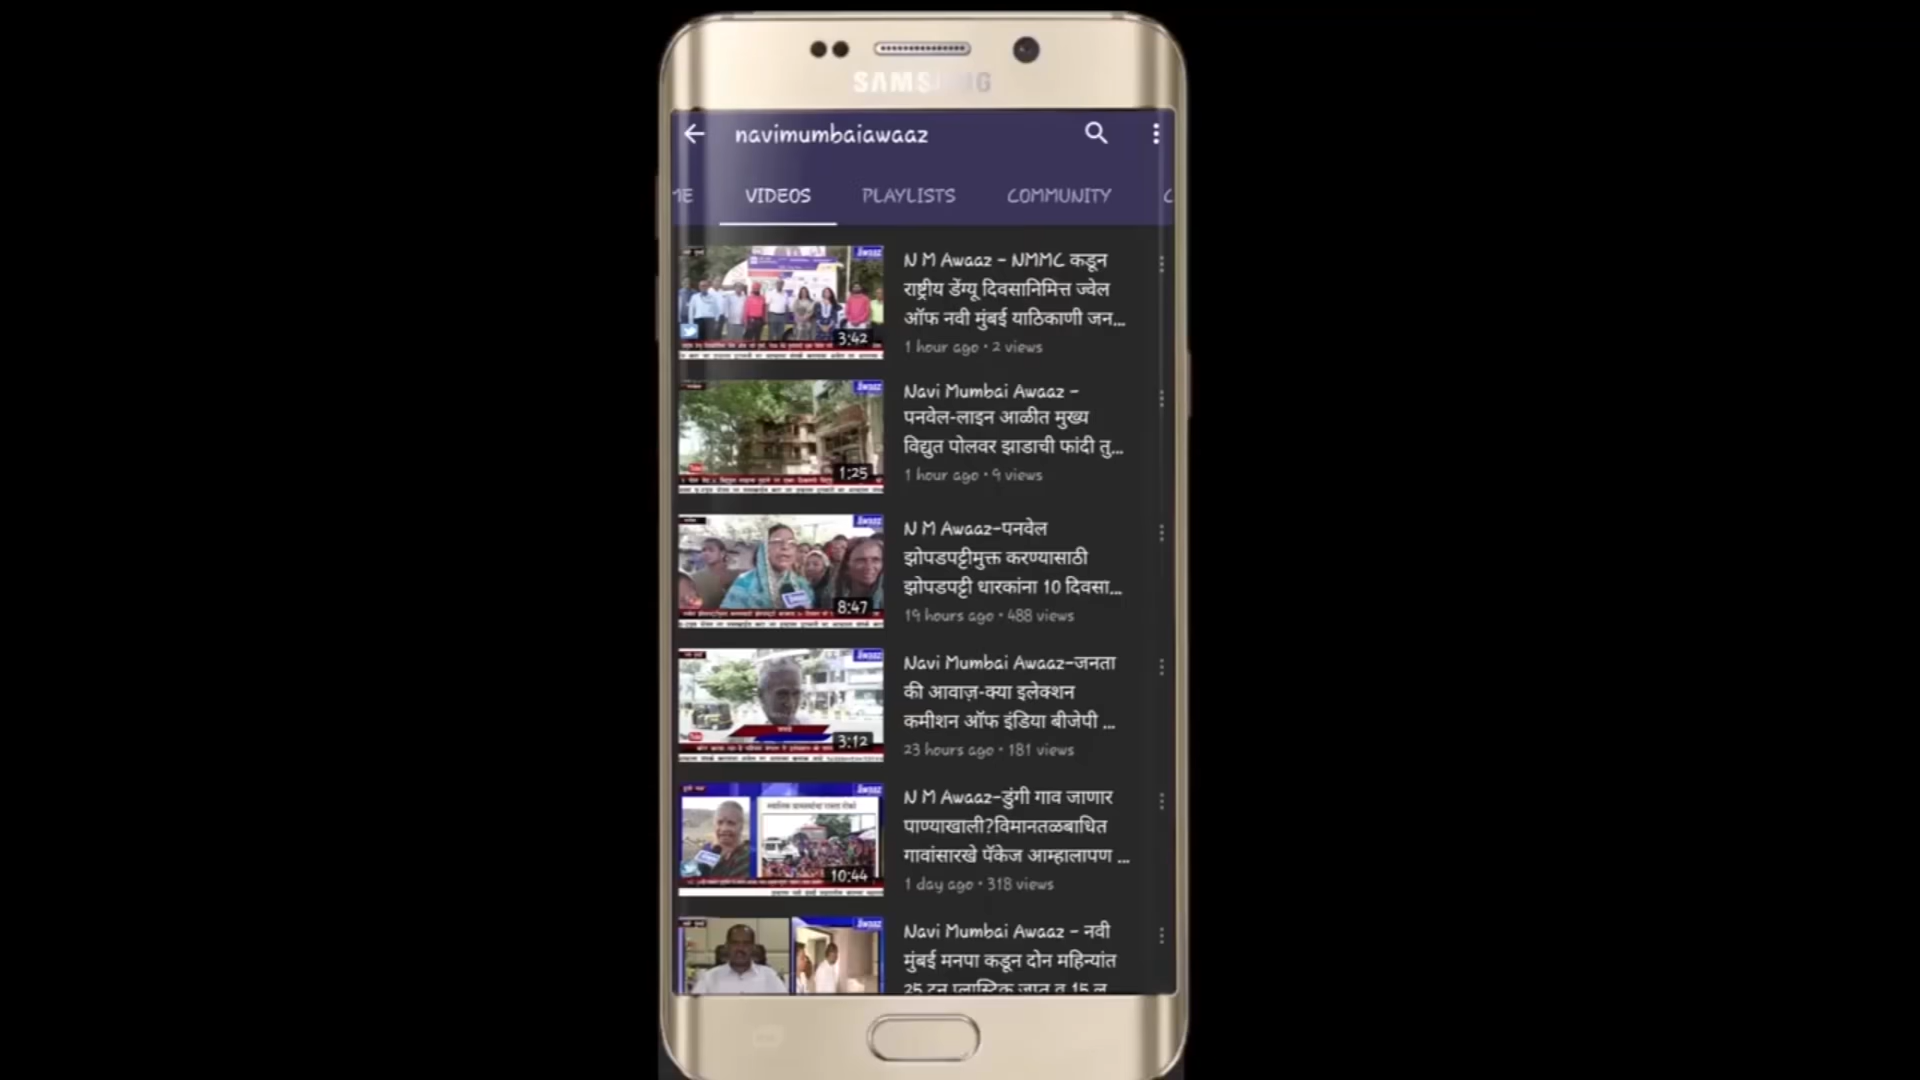 SAMSUNG
navimumbaiawaaz
VIDEOS
PLAYLISTS
COMMUNITY
N M Awaaz - NMMC कडून
राष्ट्रीय डेंग्यू दिवसानिमित्त ज्वेल
ऑफ नवी मुंबई याठिकाणी जन...
1 hour ago • 2 views
3:42
Navi Mumbai Awaaz -
पनवेल-लाइन आळीत मुख्य
विद्युत पोलवर झाडाची फांदी तु...
1 hour ago • 9 views
1:25
N M Awaaz-पनवेल
झोपडपट्टीमुक्त करण्यासाठी
झोपडपट्टी धारकांना 10 दिवसा...
19 hours ago • 488 views
8:47
Navi Mumbai Awaaz-जनता
की आवाज़-क्या इलेक्शन
कमीशन ऑफ इंडिया बीजेपी ...
23 hours ago • 181 views
3:12
N M Awaaz-डुंगी गाव जाणार
पाण्याखाली?विमानतळबाधित
गावांसारखे पॅकेज आम्हालापण ...
1 day ago • 318 views
10:44
Navi Mumbai Awaaz - नवी
मुंबई मनपा कडून दोन महिन्यांत
25 टन प्लास्टिक जप्त व 15 ल